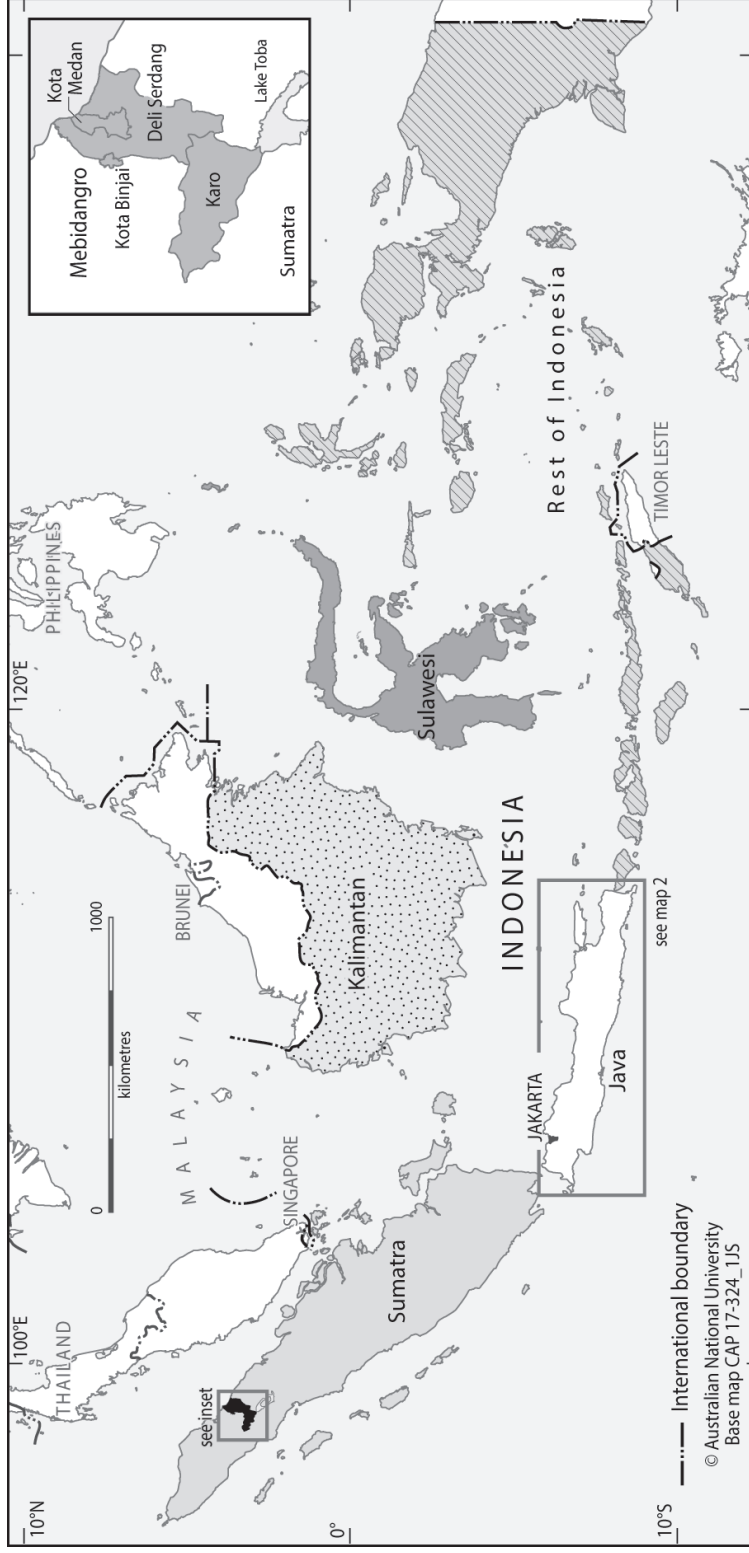 10°N
0°
10°S
100°E
120°E
THAILAND
PHILIPPINES
MALAYSIA
BRUNEI
SINGAPORE
0
1000
kilometres
see inset
Sumatra
Kalimantan
Sulawesi
INDONESIA
Rest of Indonesia
JAKARTA
Java
see map 2
TIMOR LESTE
Mebidangro
Kota
Medan
Kota Binjai
Deli Serdang
Karo
Lake Toba
Sumatra
International boundary
© Australian National University
Base map CAP 17-324_1JS